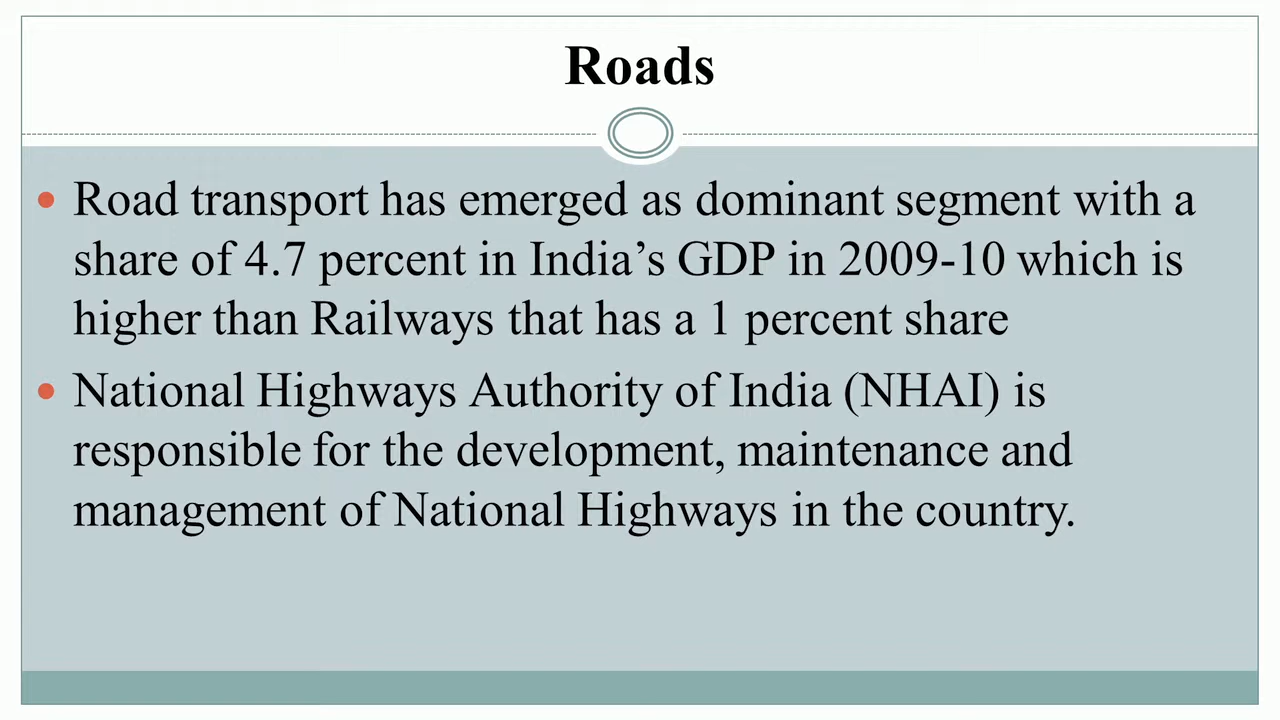 Roads
• Road transport has emerged as dominant segment with a
share of 4.7 percent in India’s GDP in 2009-10 which is
higher than Railways that has a 1 percent share
• National Highways Authority of India (NHAI) is
responsible for the development, maintenance and
management of National Highways in the country.